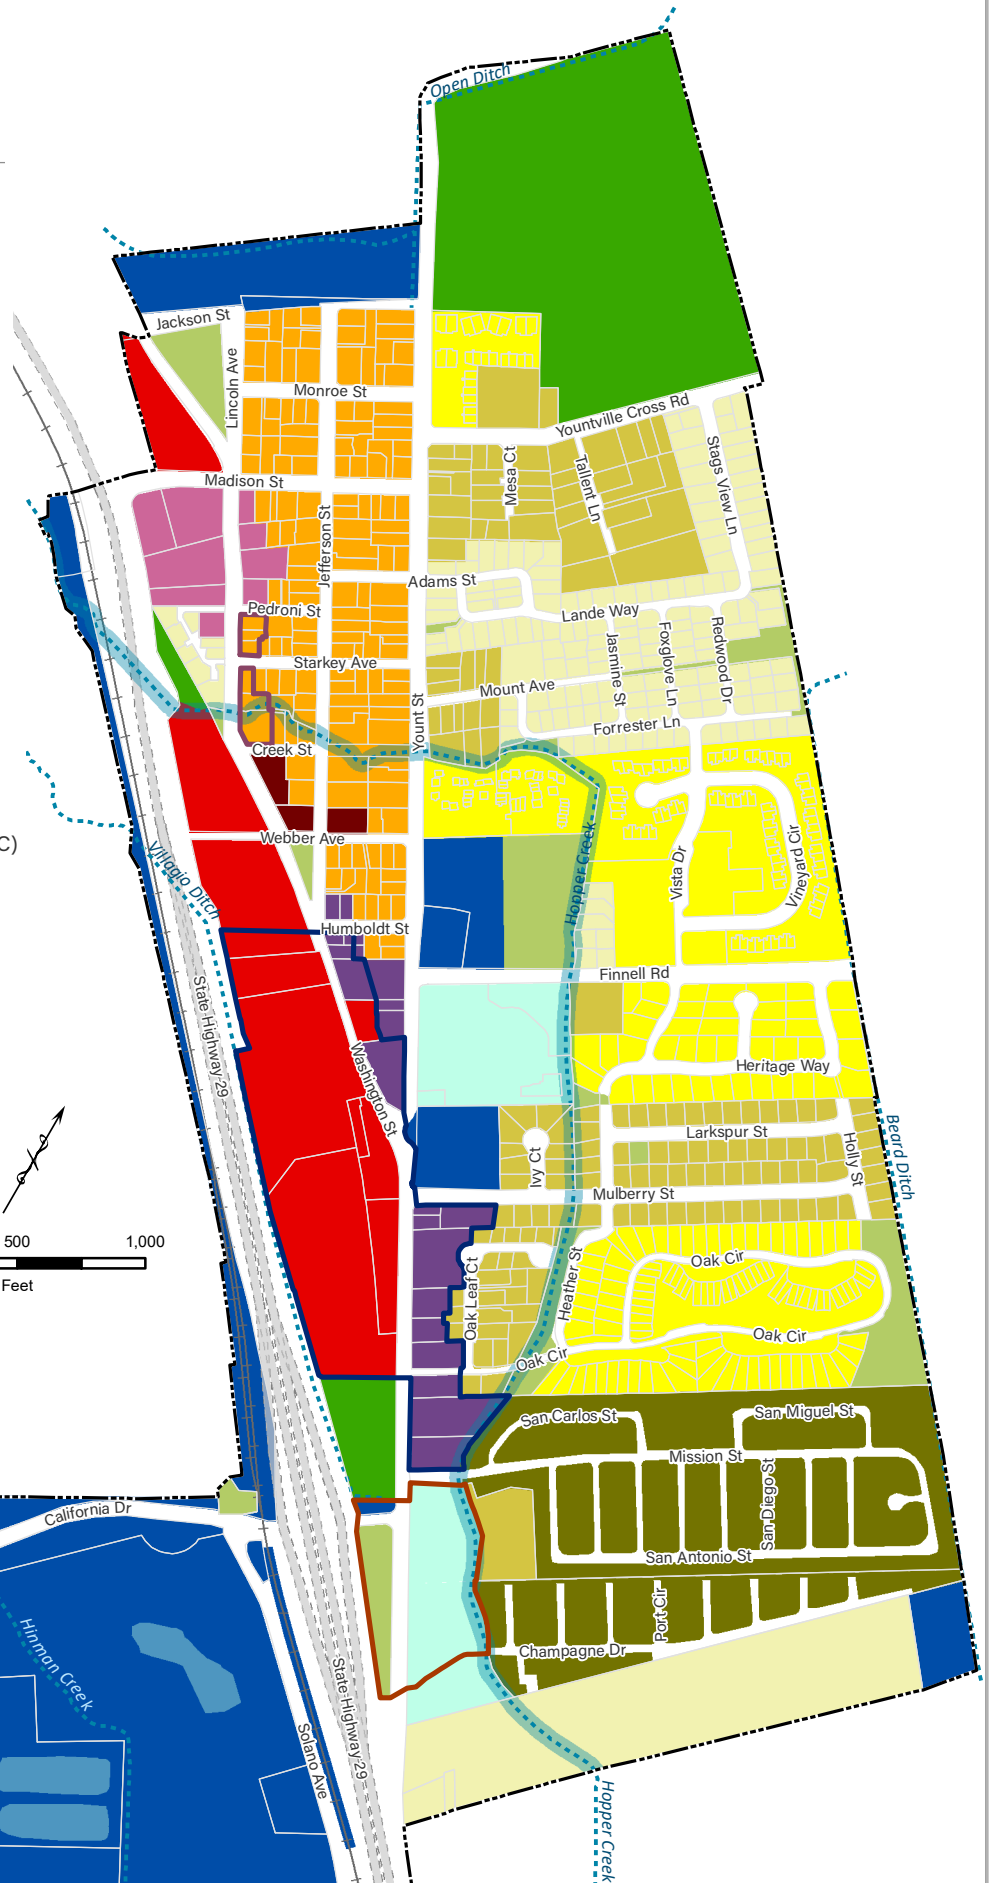 Open Ditch
Jackson St
Lincoln Ave
Monroe St
Yountville Cross Rd
Madison St
Mesa Ct
Tallent Ln
Stags View Ln
Jefferson St
Adams St
Pedroni St
Lande Way
Starkey Ave
Jasmine St
Foxglove Ln
Redwood Dr
Mount Ave
Yount St
Forrester Ln
Creek St
C)
Webber Ave
Villagio Ditch
Hopper Creek
Vista Dr
Vineyard Cir
Humboldt St
Finnell Rd
State Highway 29
Washington St
Heritage Way
Larkspur St
Beard Ditch
Ivy Ct
Holly St
Mulberry St
500
1,000
Feet
Oak Leaf Ct
Heather St
Oak Cir
Oak Cir
Oak Cir
San Carlos St
San Miguel St
Mission St
San Diego St
California Dr
San Antonio St
Port Cir
Champagne Dr
Hinman Creek
State Highway 29
Solano Ave
Hopper Creek